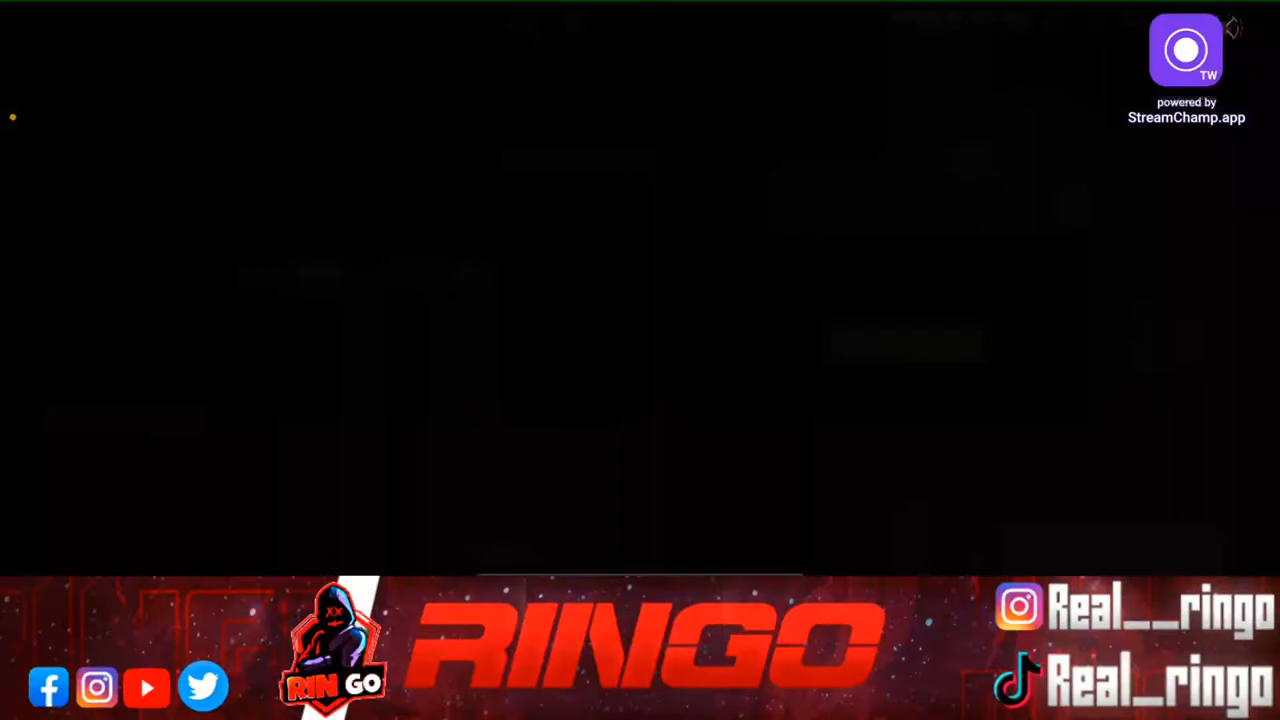 TW
powered by
StreamChamp.app
RINGO
RIN GO
Real__ringo
Real_ringo